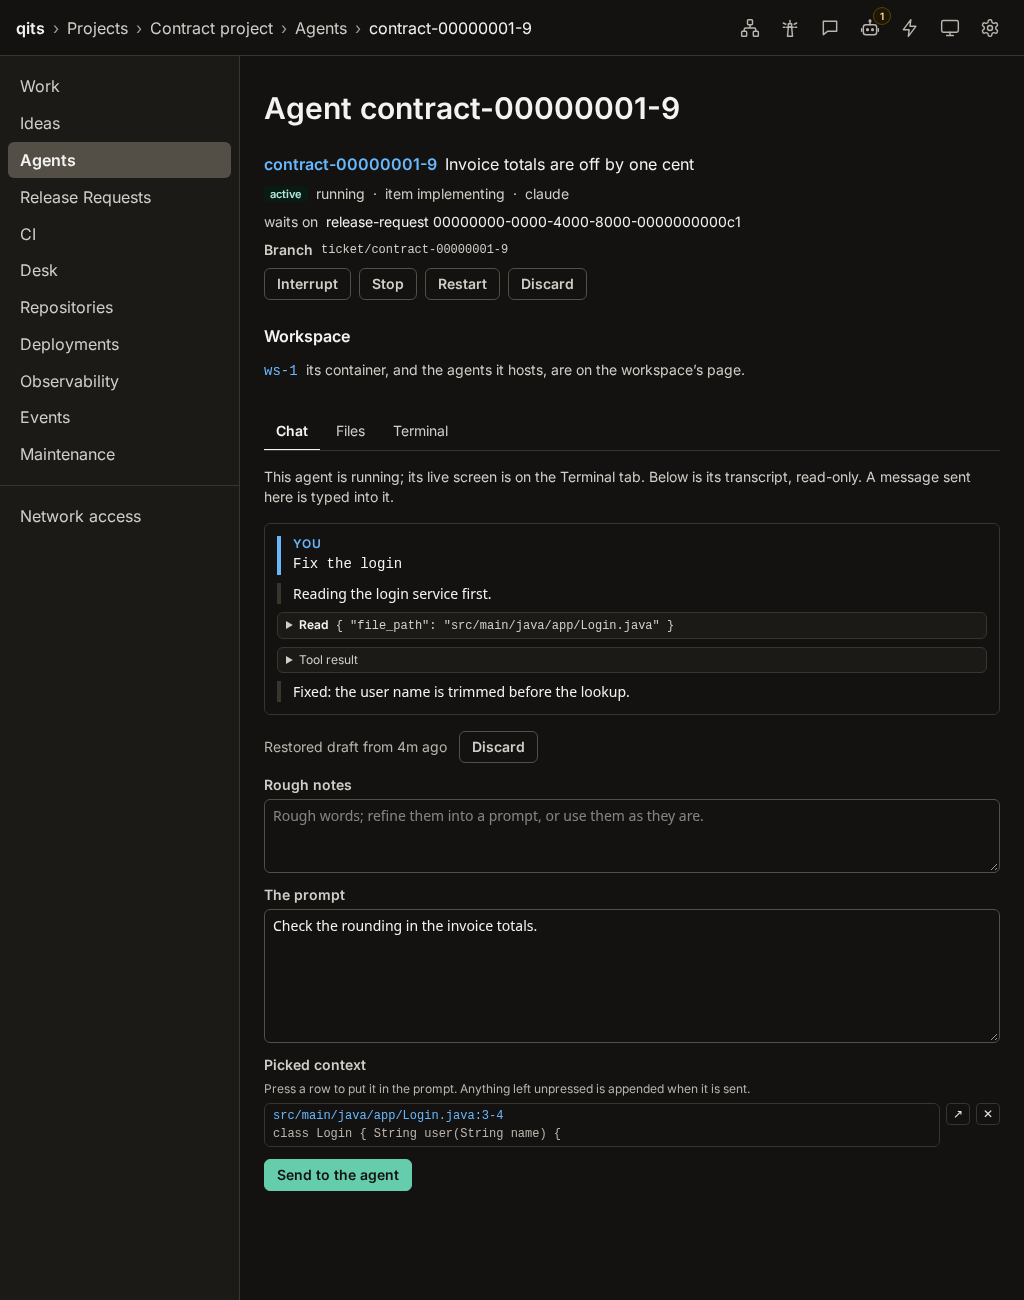 qits › Projects › Contract project › Agents › contract-00000001-9
1
Work
Ideas
Agents
Release Requests
CI
Desk
Repositories
Deployments
Observability
Events
Maintenance
Network access
Agent contract-00000001-9
contract-00000001-9 Invoice totals are off by one cent
active running · item implementing · claude
waits on release-request 00000000-0000-4000-8000-0000000000c1
Branch ticket/contract-00000001-9
Interrupt Stop Restart Discard
Workspace
ws-1 its container, and the agents it hosts, are on the workspace’s page.
Chat Files Terminal
This agent is running; its live screen is on the Terminal tab. Below is its transcript, read-only. A message sent
here is typed into it.
YOU
Fix the login
Reading the login service first.
Read { "file_path": "src/main/java/app/Login.java" }
Tool result
Fixed: the user name is trimmed before the lookup.
Restored draft from 4m ago Discard
Rough notes
Rough words; refine them into a prompt, or use them as they are.
The prompt
Check the rounding in the invoice totals.
Picked context
Press a row to put it in the prompt. Anything left unpressed is appended when it is sent.
src/main/java/app/Login.java:3-4
class Login { String user(String name) {
Send to the agent